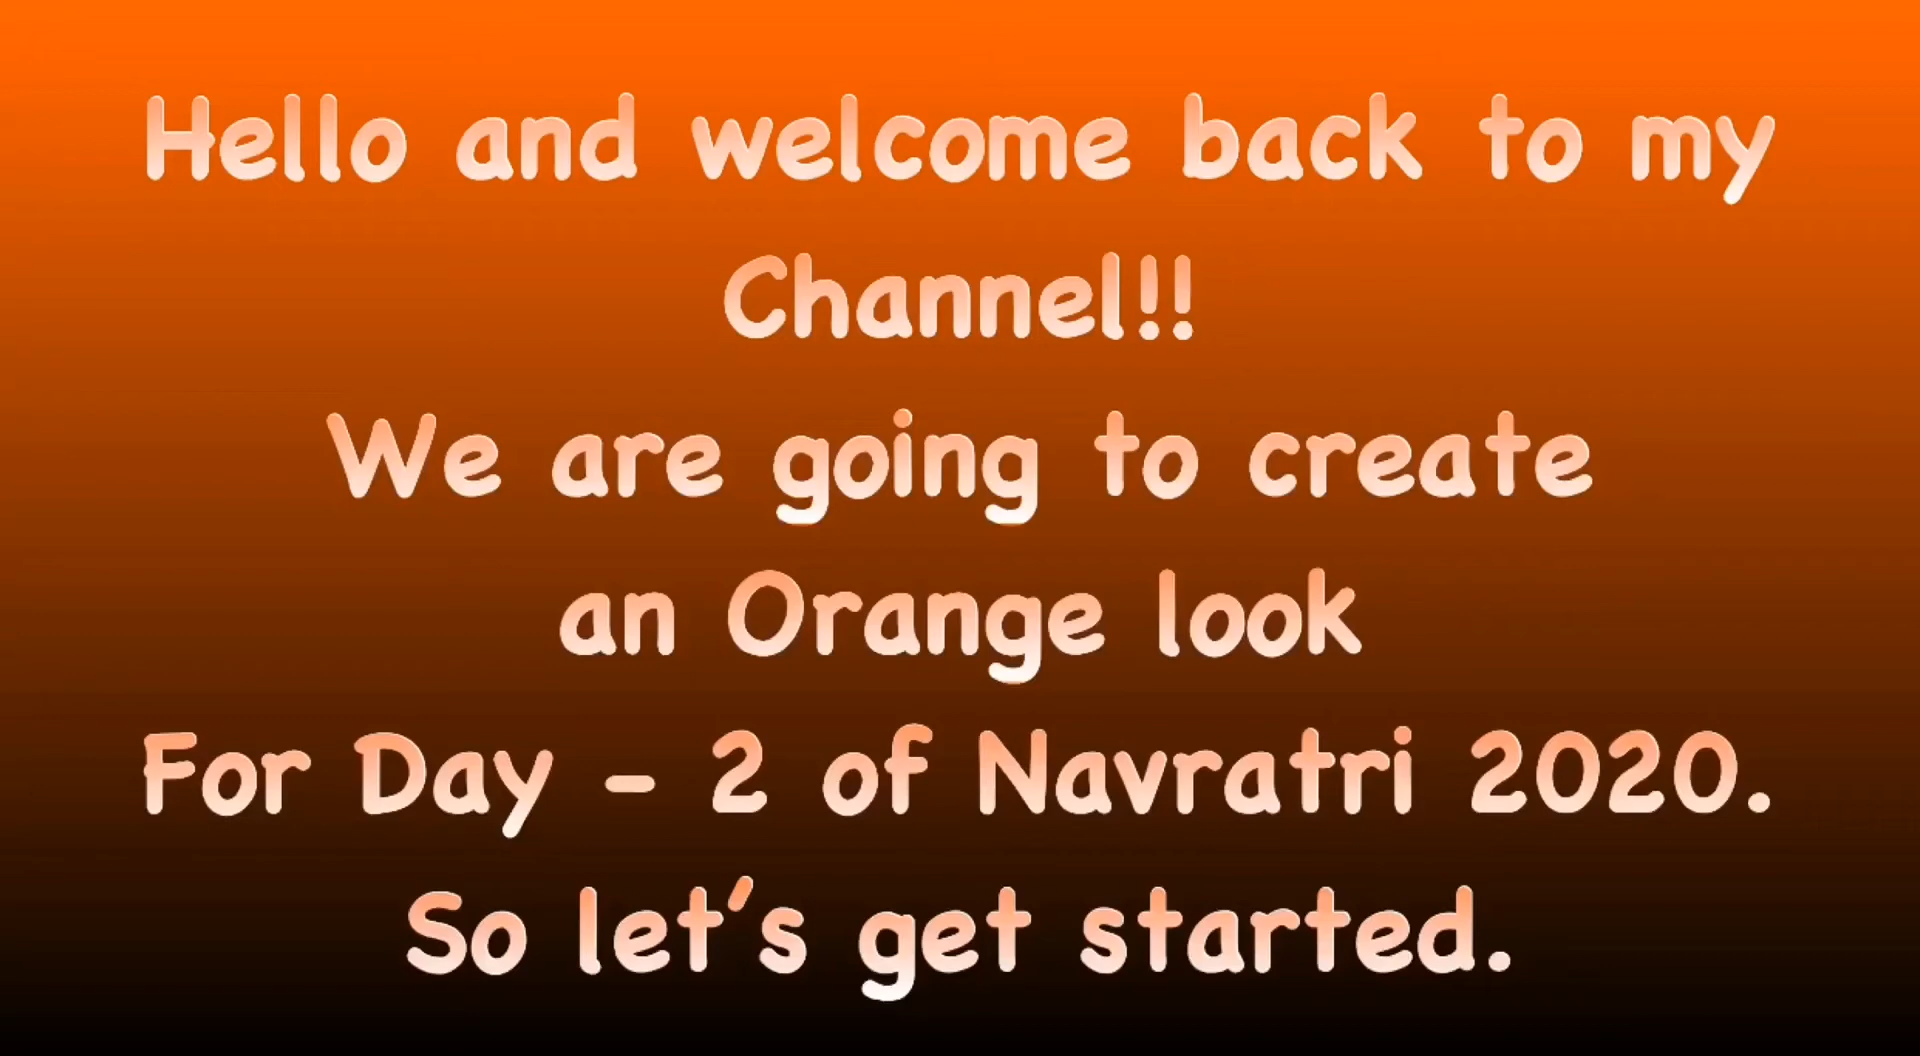 Hello and welcome back to my
Channel!!
We are going to create
an Orange look
For Day - 2 of Navratri 2020.
So let's get started.